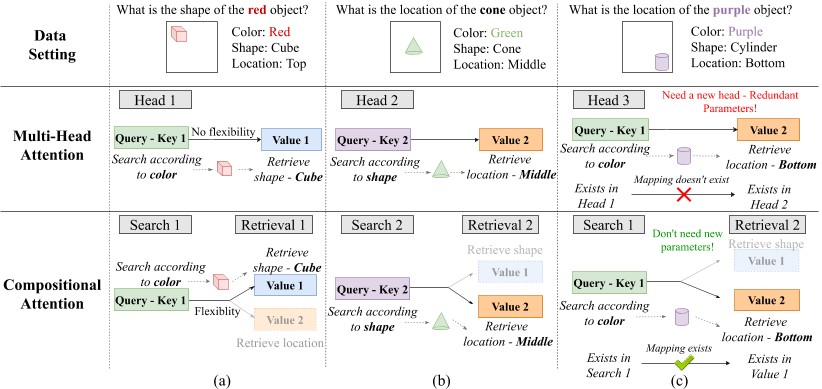 What is the shape of the red object?
What is the location of the cone object?
What is the location of the purple object?
Data
Setting
Color: Red
Shape: Cube
Location: Top
Color: Green
Shape: Cone
Location: Middle
Color: Purple
Shape: Cylinder
Location: Bottom
Multi-Head
Attention
Head 1
Query - Key 1
No flexibility
Value 1
Search according
to color
Retrieve
shape - Cube
Head 2
Query - Key 2
Value 2
Search according
to shape
Retrieve
location - Middle
Head 3
Need a new head - Redundant
Parameters!
Query - Key 1
Value 2
Search according
to color
Retrieve
location - Bottom
Exists in
Head 1
Mapping doesn't exist
Exists in
Head 2
Compositional
Attention
Search 1
Retrieval 1
Search according
to color
Retrieve
shape - Cube
Query - Key 1
Flexiblity
Value 1
Value 2
Retrieve location
Search 2
Retrieval 2
Retrieve shape
Value 1
Query - Key 2
Value 2
Search according
to shape
Retrieve
location - Middle
Search 1
Retrieval 2
Don't need new
parameters!
Retrieve shape
Value 1
Query - Key 1
Value 2
Search according
to color
Retrieve
location - Bottom
Exists in
Search 1
Mapping exists
Exists in
Value 1
(a)
(b)
(c)